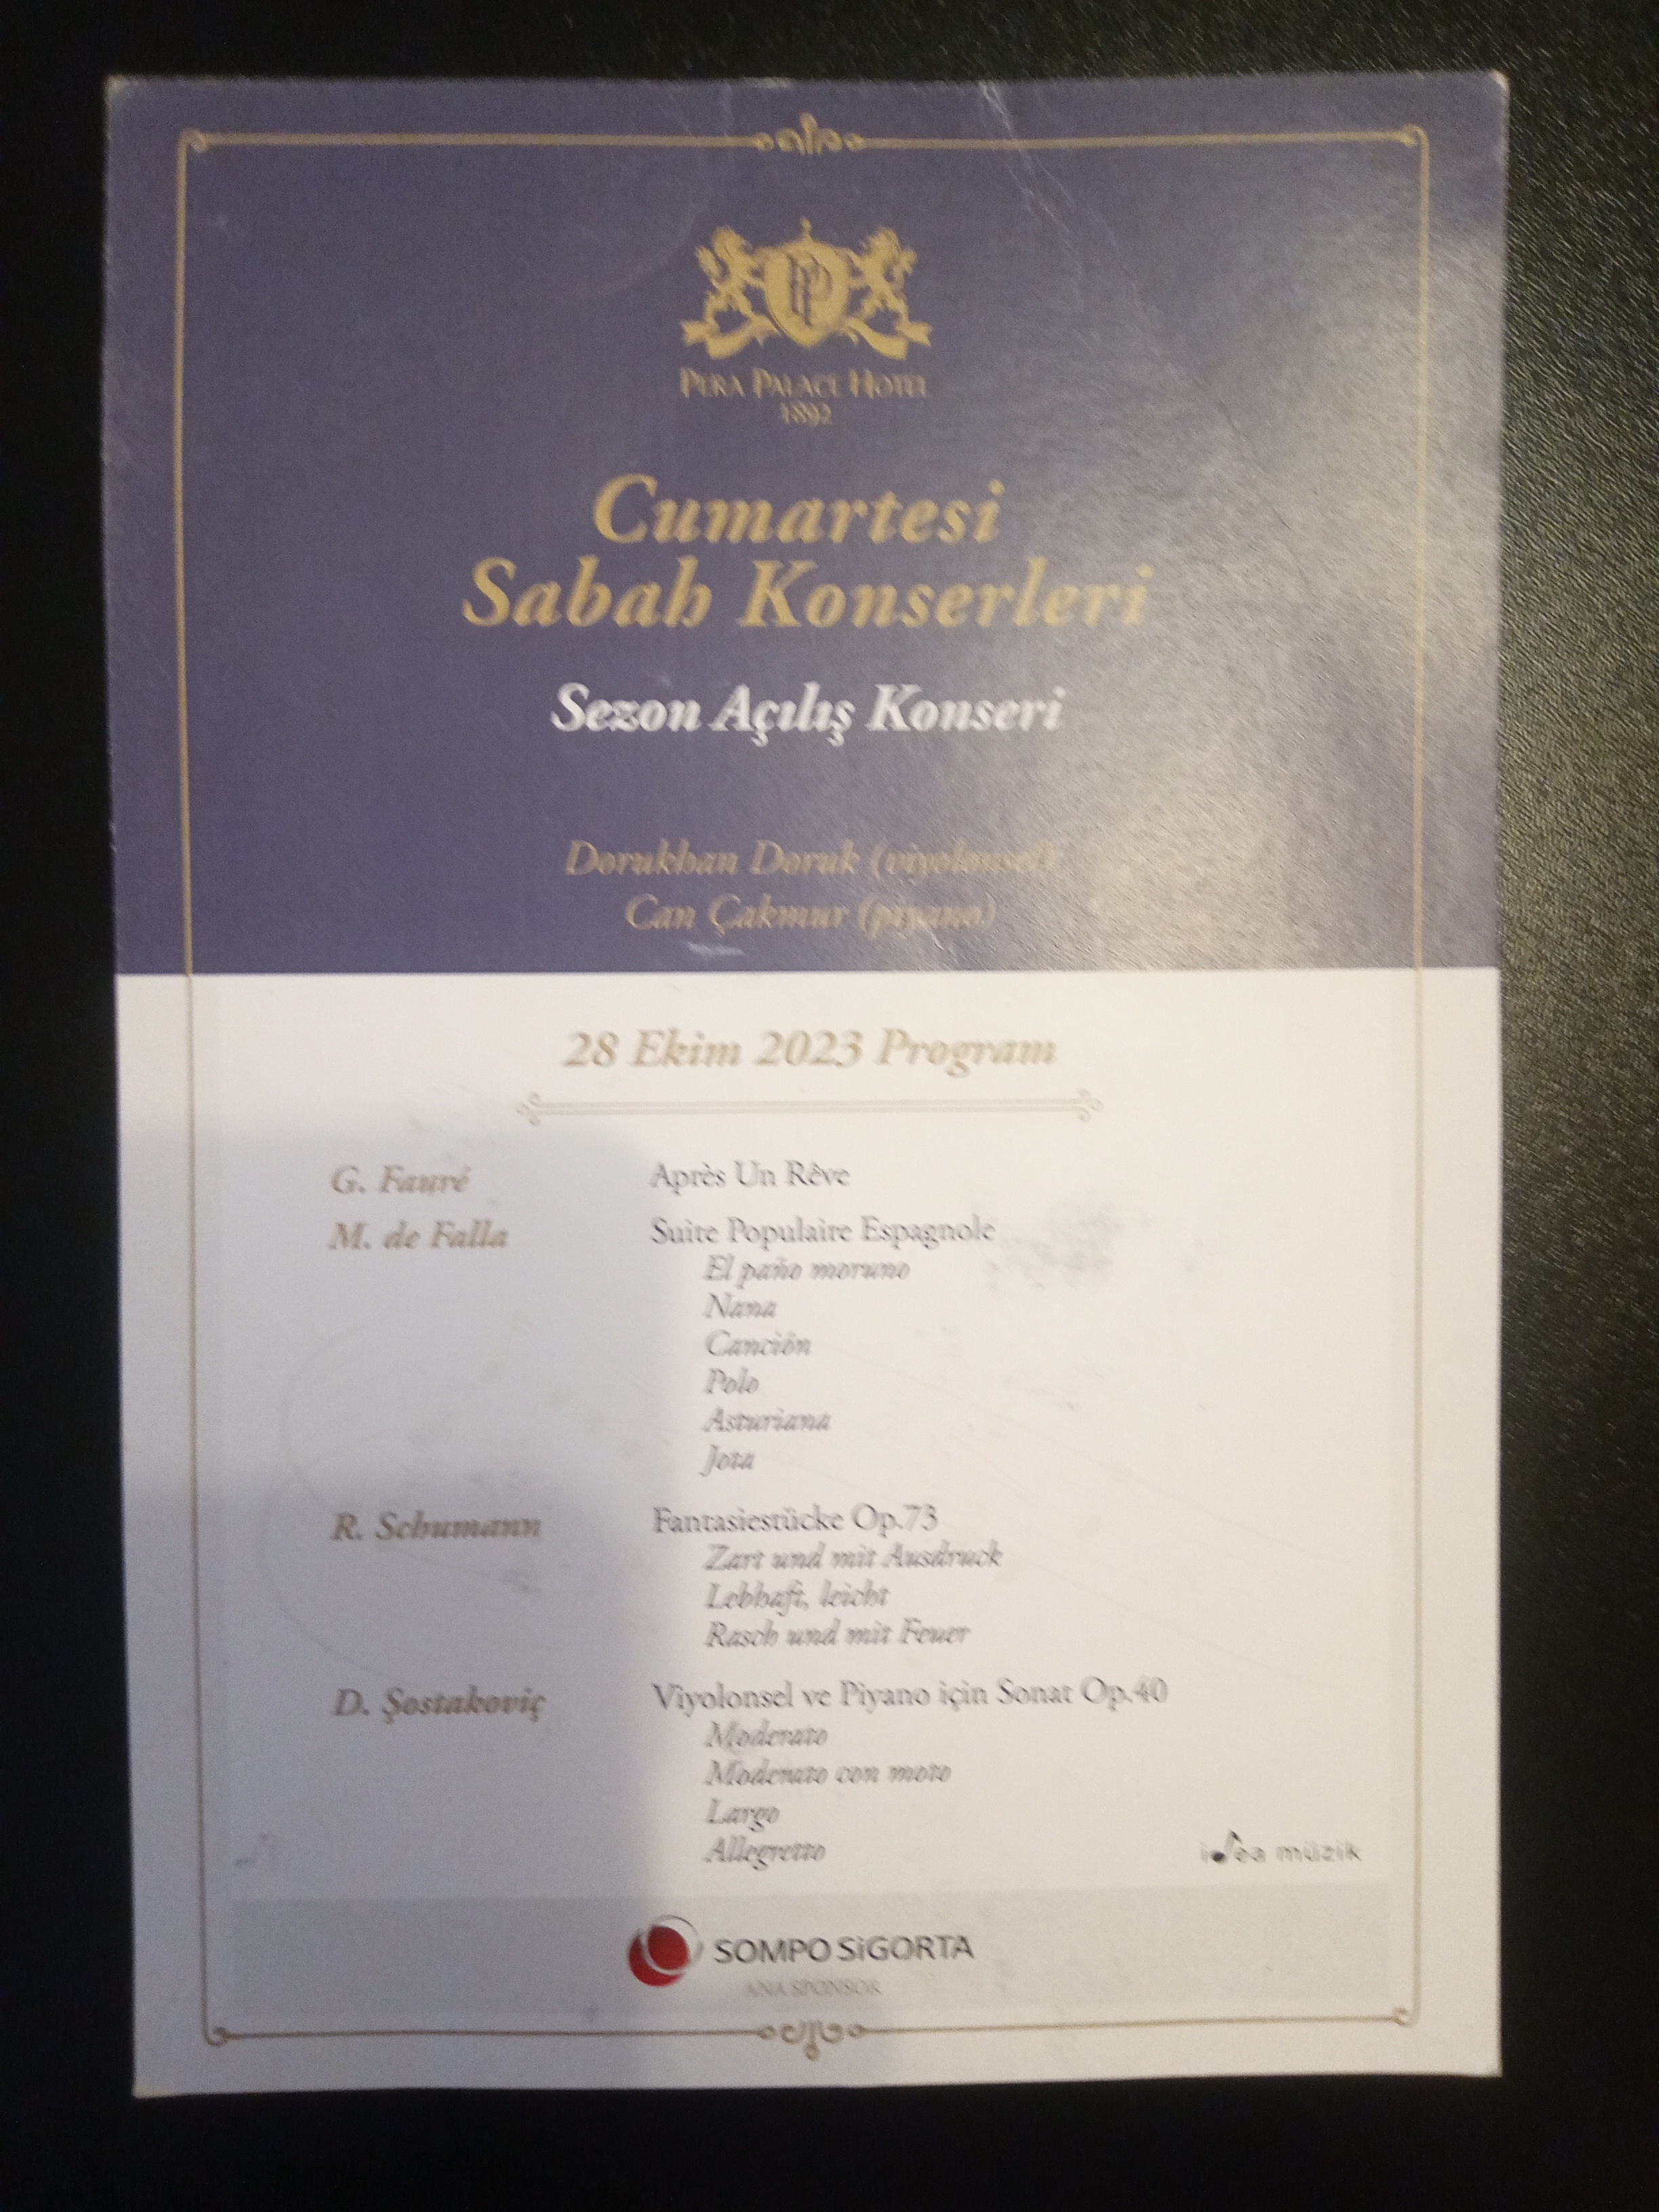 PP
PERA PALACE HOTEL
1892
Cumartesi
Sabah Konserleri
Sezon Açılış Konseri
Dorukhan Doruk (viyolonsel)
Can Çakmur (piyano)
28 Ekim 2023 Program
G. Fauré Après Un Rêve
M. de Falla Suite Populaire Espagnole
El paño moruno
Nana
Canción
Polo
Asturiana
Jota
R. Schumann Fantasiestücke Op.73
Zart und mit Ausdruck
Lebhaft, leicht
Rasch und mit Feuer
D. Şostakoviç Viyolonsel ve Piyano için Sonat Op.40
Moderato
Moderato con moto
Largo
Allegretto
idea müzik
SOMPO SİGORTA
ANA SPONSOR